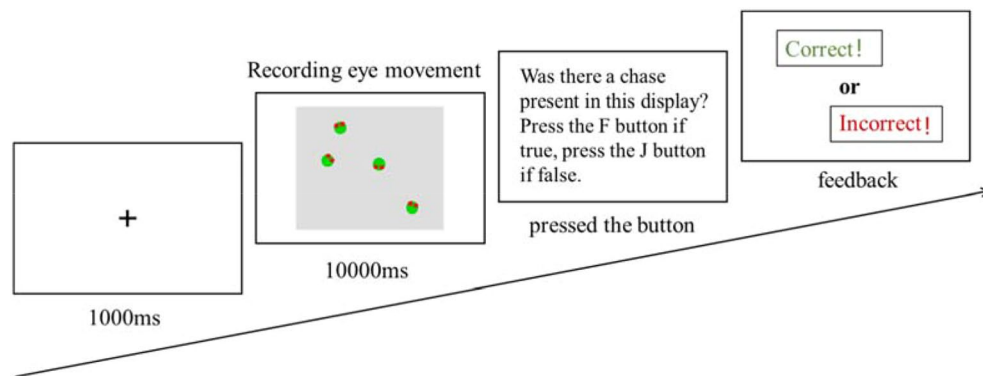 +
1000ms
Recording eye movement
10000ms
Was there a chase
present in this display?
Press the F button if
true, press the J button
if false.
pressed the button
Correct!
or
Incorrect!
feedback